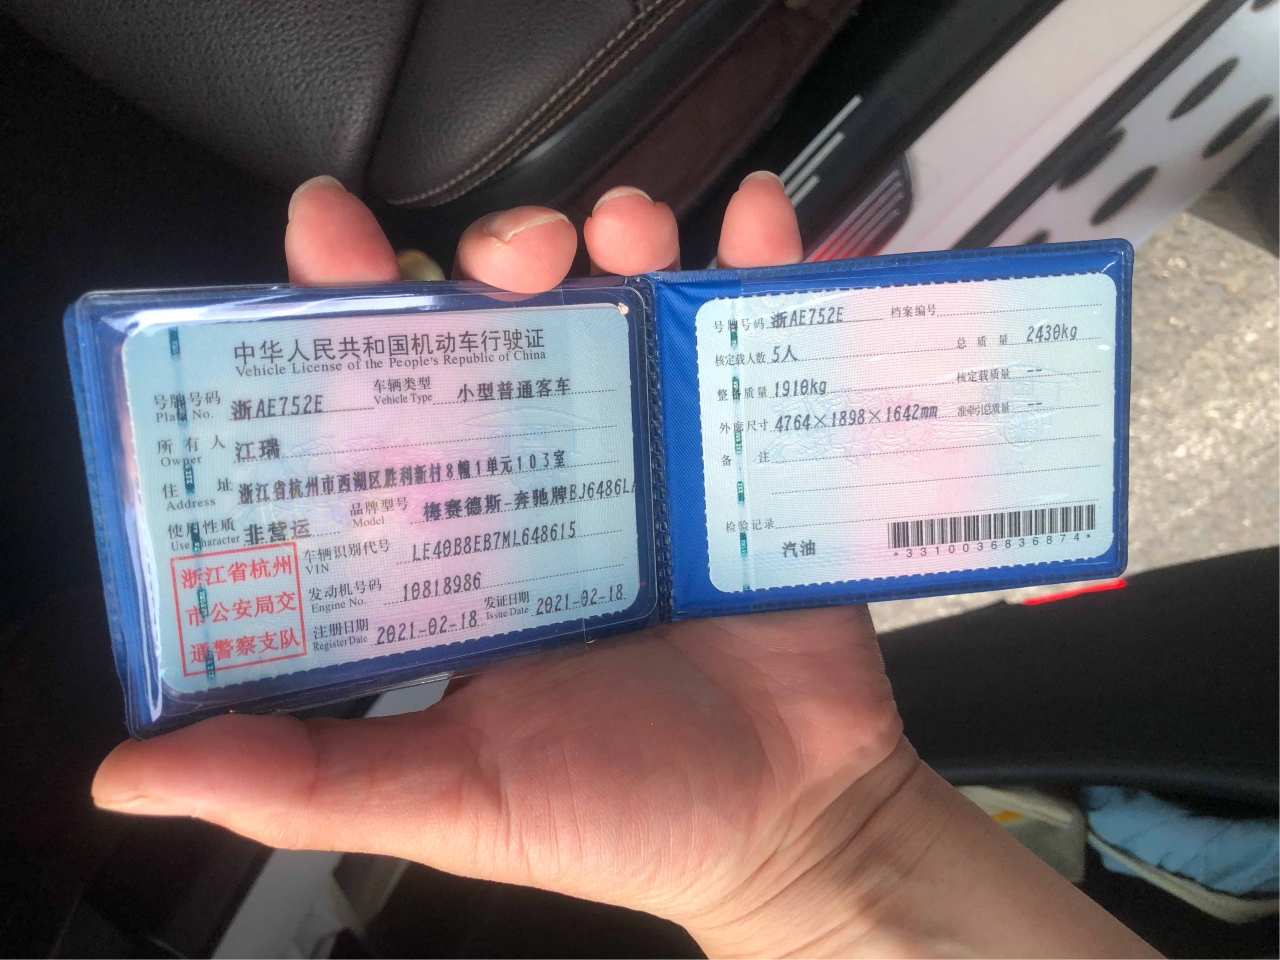 中华人民共和国机动车行驶证
Vehicle License of the People's Republic of China
号牌号码 Plate No. 浙AE752E 车辆类型 Vehicle Type 小型普通客车
所有人 Owner 江瑞
住址 Address 浙江省杭州市西湖区胜利新村8幢1单元103室
使用性质 Use Character 非营运 品牌型号 Model 梅赛德斯-奔驰牌BJ6486L
浙江省杭州
市公安局交
通警察支队
车辆识别代号 VIN LE40B8EB7ML648615
发动机号码 Engine No. 10818986
注册日期 Register Date 2021-02-18 发证日期 Issue Date 2021-02-18
号牌号码 浙AE752E 档案编号
核定载人数 5人 总质量 2430kg
整备质量 1910kg 核定载质量 --
外廓尺寸 4764×1898×1642mm 准牵引总质量 --
备注
检验记录
汽油
*3310036836874*